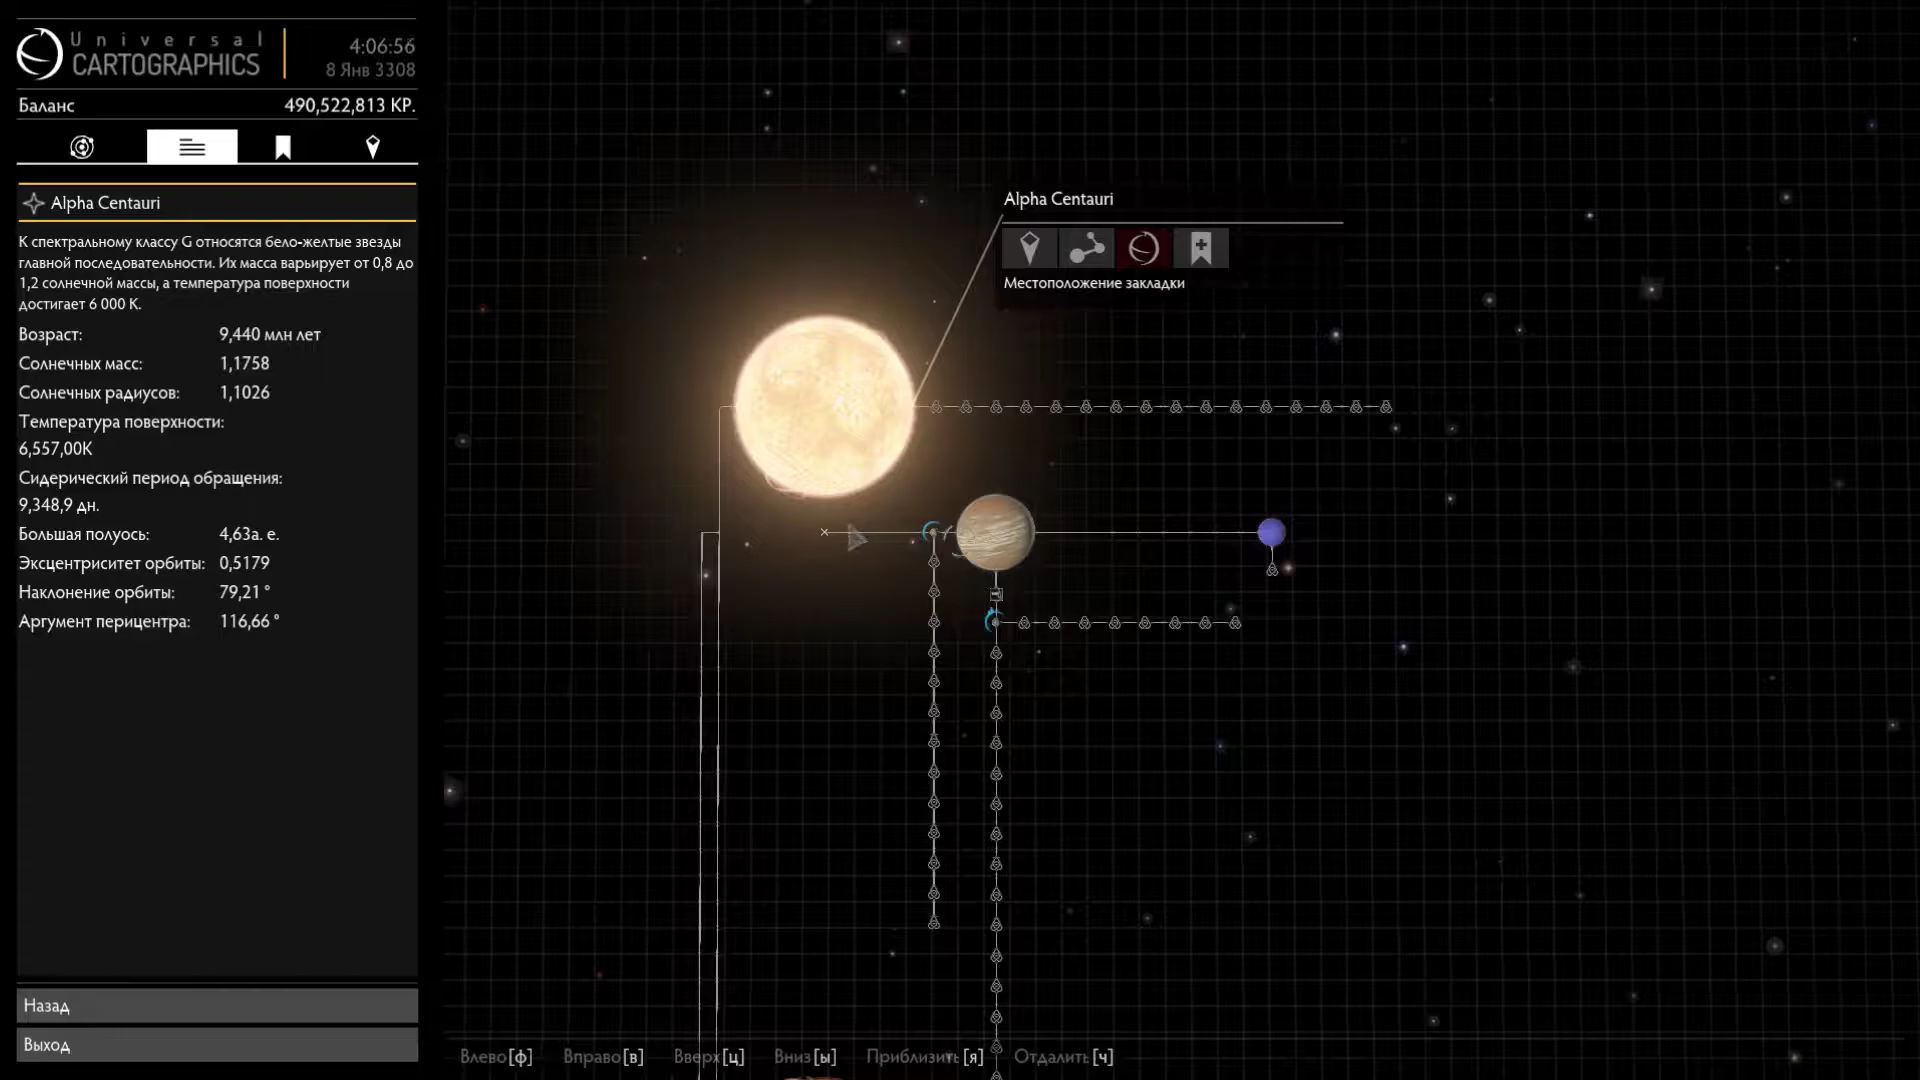 Universal
CARTOGRAPHICS
4:06:56
8 Янв 3308
Баланс 490,522,813 КР.
Alpha Centauri
К спектральному классу G относятся бело-желтые звезды
главной последовательности. Их масса варьирует от 0,8 до
1,2 солнечной массы, а температура поверхности
достигает 6 000 К.
Возраст: 9,440 млн лет
Солнечных масс: 1,1758
Солнечных радиусов: 1,1026
Температура поверхности:
6,557,00К
Сидерический период обращения:
9,348,9 дн.
Большая полуось: 4,63а. е.
Эксцентриситет орбиты: 0,5179
Наклонение орбиты: 79,21 °
Аргумент перицентра: 116,66 °
Назад
Выход
Alpha Centauri
Местоположение закладки
Влево[ф] Вправо[в] Вверх[ц] Вниз[ы] Приблизить [я] Отдалить [ч]